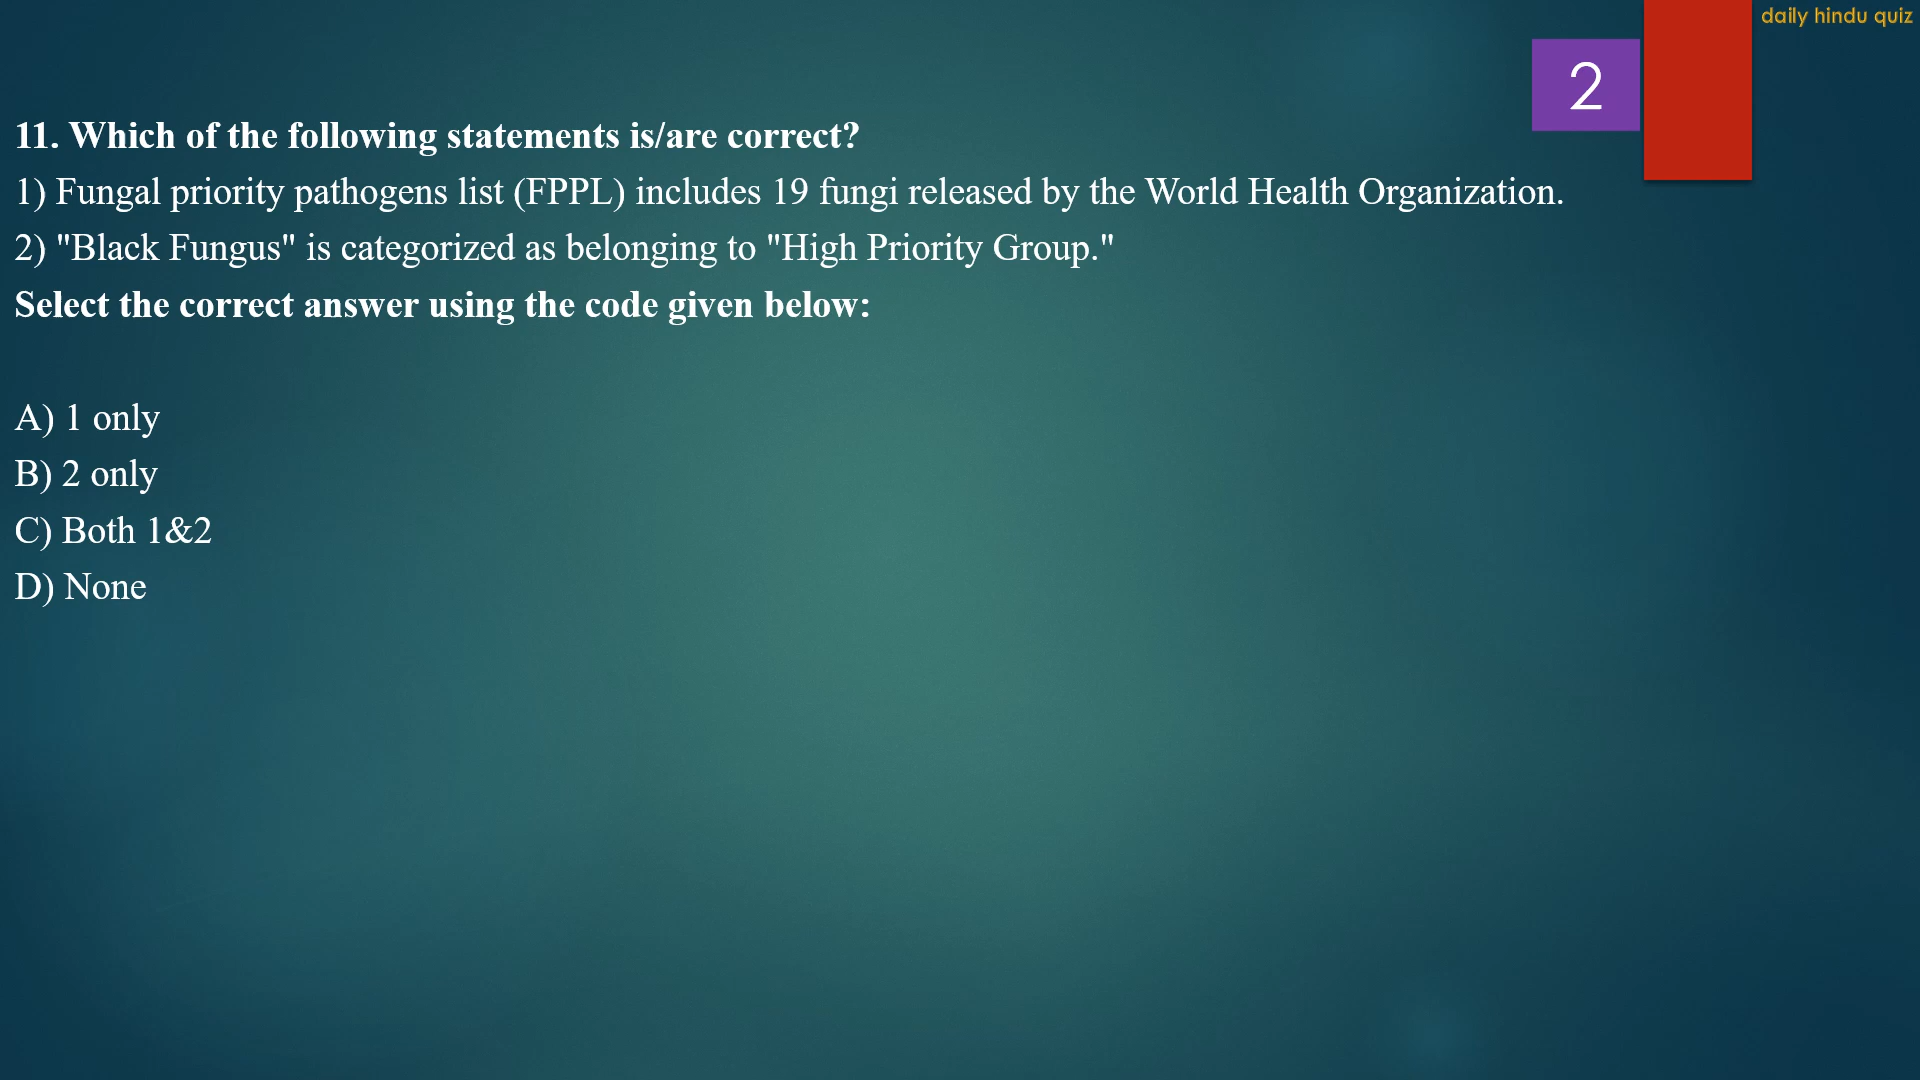 daily hindu quiz
2
11. Which of the following statements is/are correct?
1) Fungal priority pathogens list (FPPL) includes 19 fungi released by the World Health Organization.
2) "Black Fungus" is categorized as belonging to "High Priority Group."
Select the correct answer using the code given below:
A) 1 only
B) 2 only
C) Both 1&2
D) None